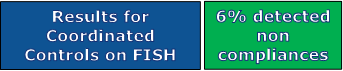 Results for
Coordinated
Controls on FISH
6% detected
non
compliances